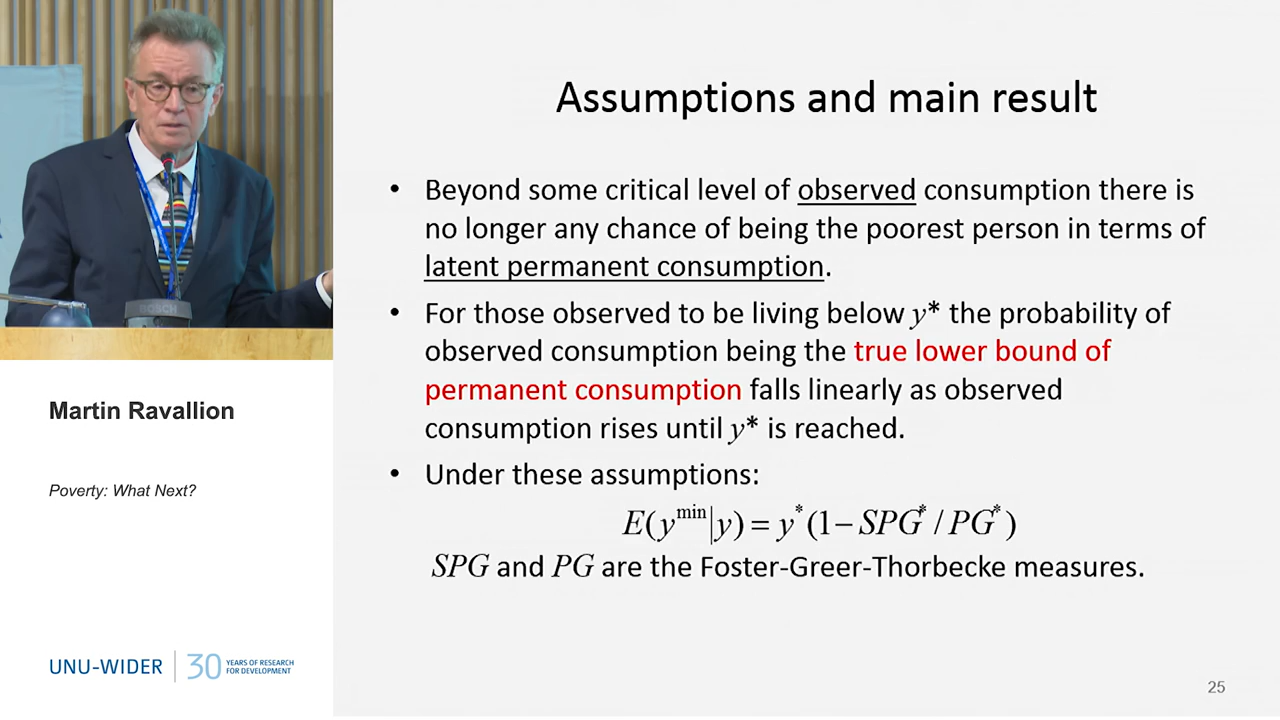 Assumptions and main result
• Beyond some critical level of observed consumption there is
no longer any chance of being the poorest person in terms of
latent permanent consumption.
• For those observed to be living below y* the probability of
observed consumption being the true lower bound of
permanent consumption falls linearly as observed
consumption rises until y* is reached.
• Under these assumptions:
E(y^min|y) = y*(1−SPG*/PG*)
SPG and PG are the Foster-Greer-Thorbecke measures.
25
BOSCH
Martin Ravallion
Poverty: What Next?
UNU-WIDER
30 YEARS OF RESEARCH
FOR DEVELOPMENT